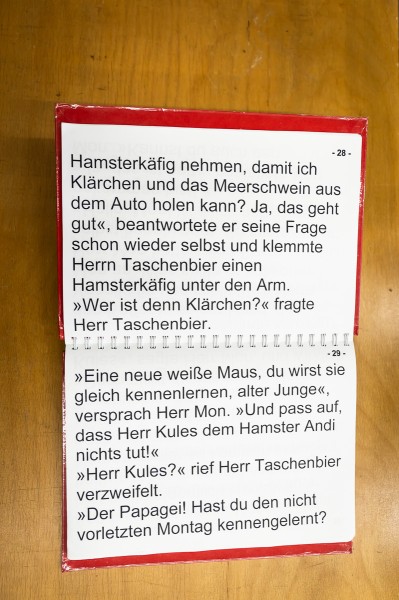 - 28 -
Hamsterkäfig nehmen, damit ich
Klärchen und das Meerschwein aus
dem Auto holen kann? Ja, das geht
gut«, beantwortete er seine Frage
schon wieder selbst und klemmte
Herrn Taschenbier einen
Hamsterkäfig unter den Arm.
»Wer ist denn Klärchen?« fragte
Herr Taschenbier.
- 29 -
»Eine neue weiße Maus, du wirst sie
gleich kennenlernen, alter Junge«,
versprach Herr Mon. »Und pass auf,
dass Herr Kules dem Hamster Andi
nichts tut!«
»Herr Kules?« rief Herr Taschenbier
verzweifelt.
»Der Papagei! Hast du den nicht
vorletzten Montag kennengelernt?